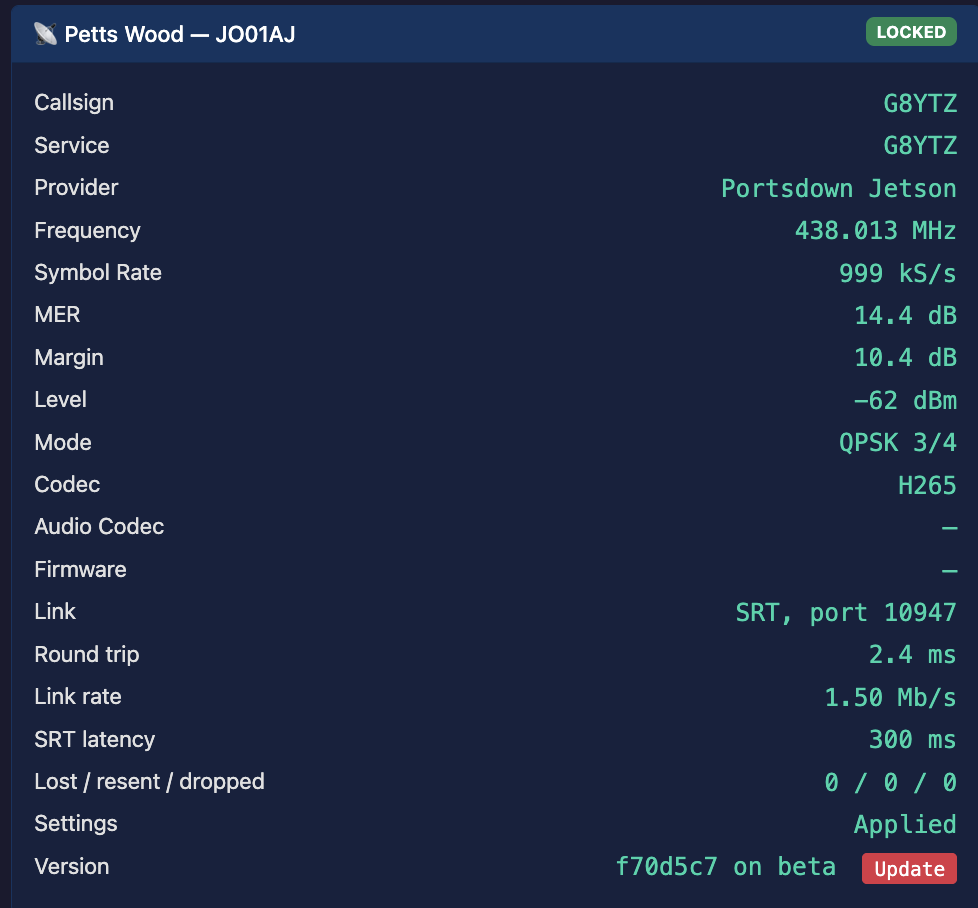 Petts Wood — JO01AJ LOCKED
Callsign G8YTZ
Service G8YTZ
Provider Portsdown Jetson
Frequency 438.013 MHz
Symbol Rate 999 kS/s
MER 14.4 dB
Margin 10.4 dB
Level −62 dBm
Mode QPSK 3/4
Codec H265
Audio Codec —
Firmware —
Link SRT, port 10947
Round trip 2.4 ms
Link rate 1.50 Mb/s
SRT latency 300 ms
Lost / resent / dropped 0 / 0 / 0
Settings Applied
Version f70d5c7 on beta Update